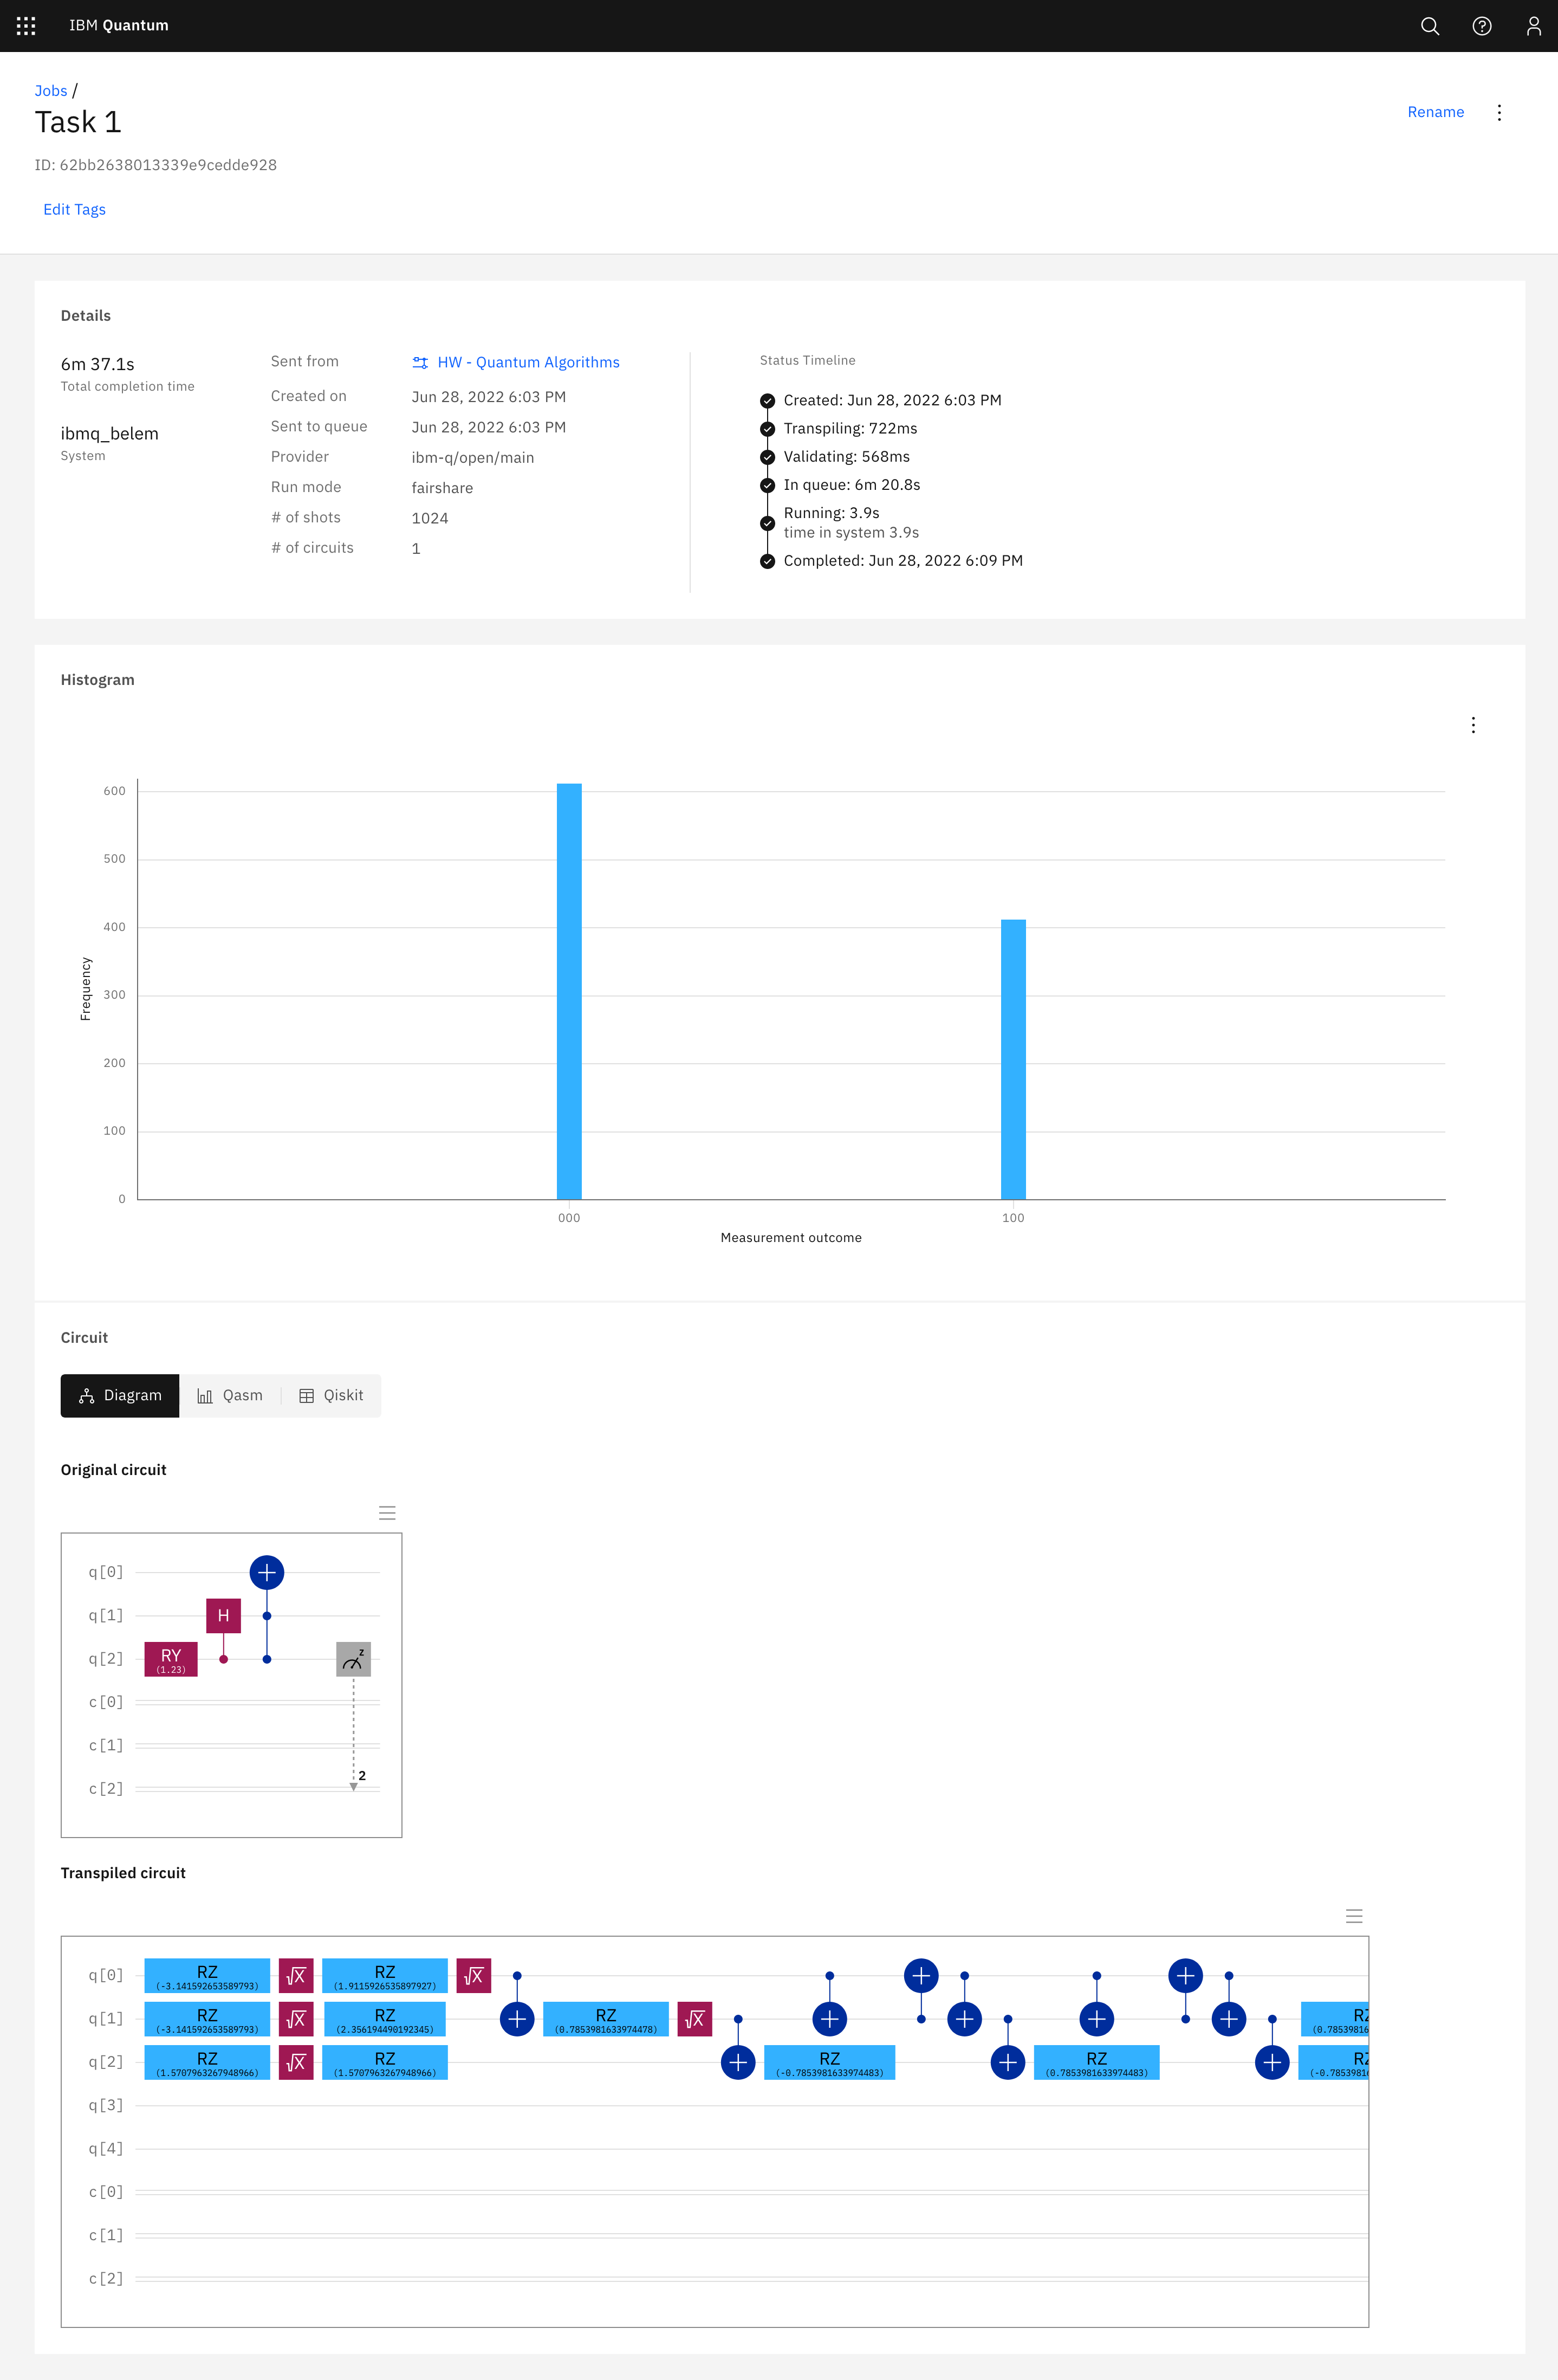 IBM Quantum
Jobs /
Task 1
Rename
ID: 62bb2638013339e9cedde928
Edit Tags
Details
6m 37.1s
Total completion time
ibmq_belem
System
Sent from HW - Quantum Algorithms
Created on Jun 28, 2022 6:03 PM
Sent to queue Jun 28, 2022 6:03 PM
Provider ibm-q/open/main
Run mode fairshare
# of shots 1024
# of circuits 1
Status Timeline
Created: Jun 28, 2022 6:03 PM
Transpiling: 722ms
Validating: 568ms
In queue: 6m 20.8s
Running: 3.9s
time in system 3.9s
Completed: Jun 28, 2022 6:09 PM
Histogram
600
500
400
300
200
100
0
Frequency
000 100
Measurement outcome
Circuit
Diagram Qasm Qiskit
Original circuit
q[0]
q[1] H
q[2] RY z
(1.23)
c[0]
c[1]
2
c[2]
Transpiled circuit
q[0] RZ √X RZ √X
(-3.141592653589793) (1.9115926535897927)
q[1] RZ √X RZ RZ √X RZ
(-3.141592653589793) (2.356194490192345) (0.7853981633974478) (0.7853981
q[2] RZ √X RZ RZ RZ RZ
(1.5707963267948966) (1.5707963267948966) (-0.7853981633974483) (0.7853981633974483) (-0.7853981
q[3]
q[4]
c[0]
c[1]
c[2]